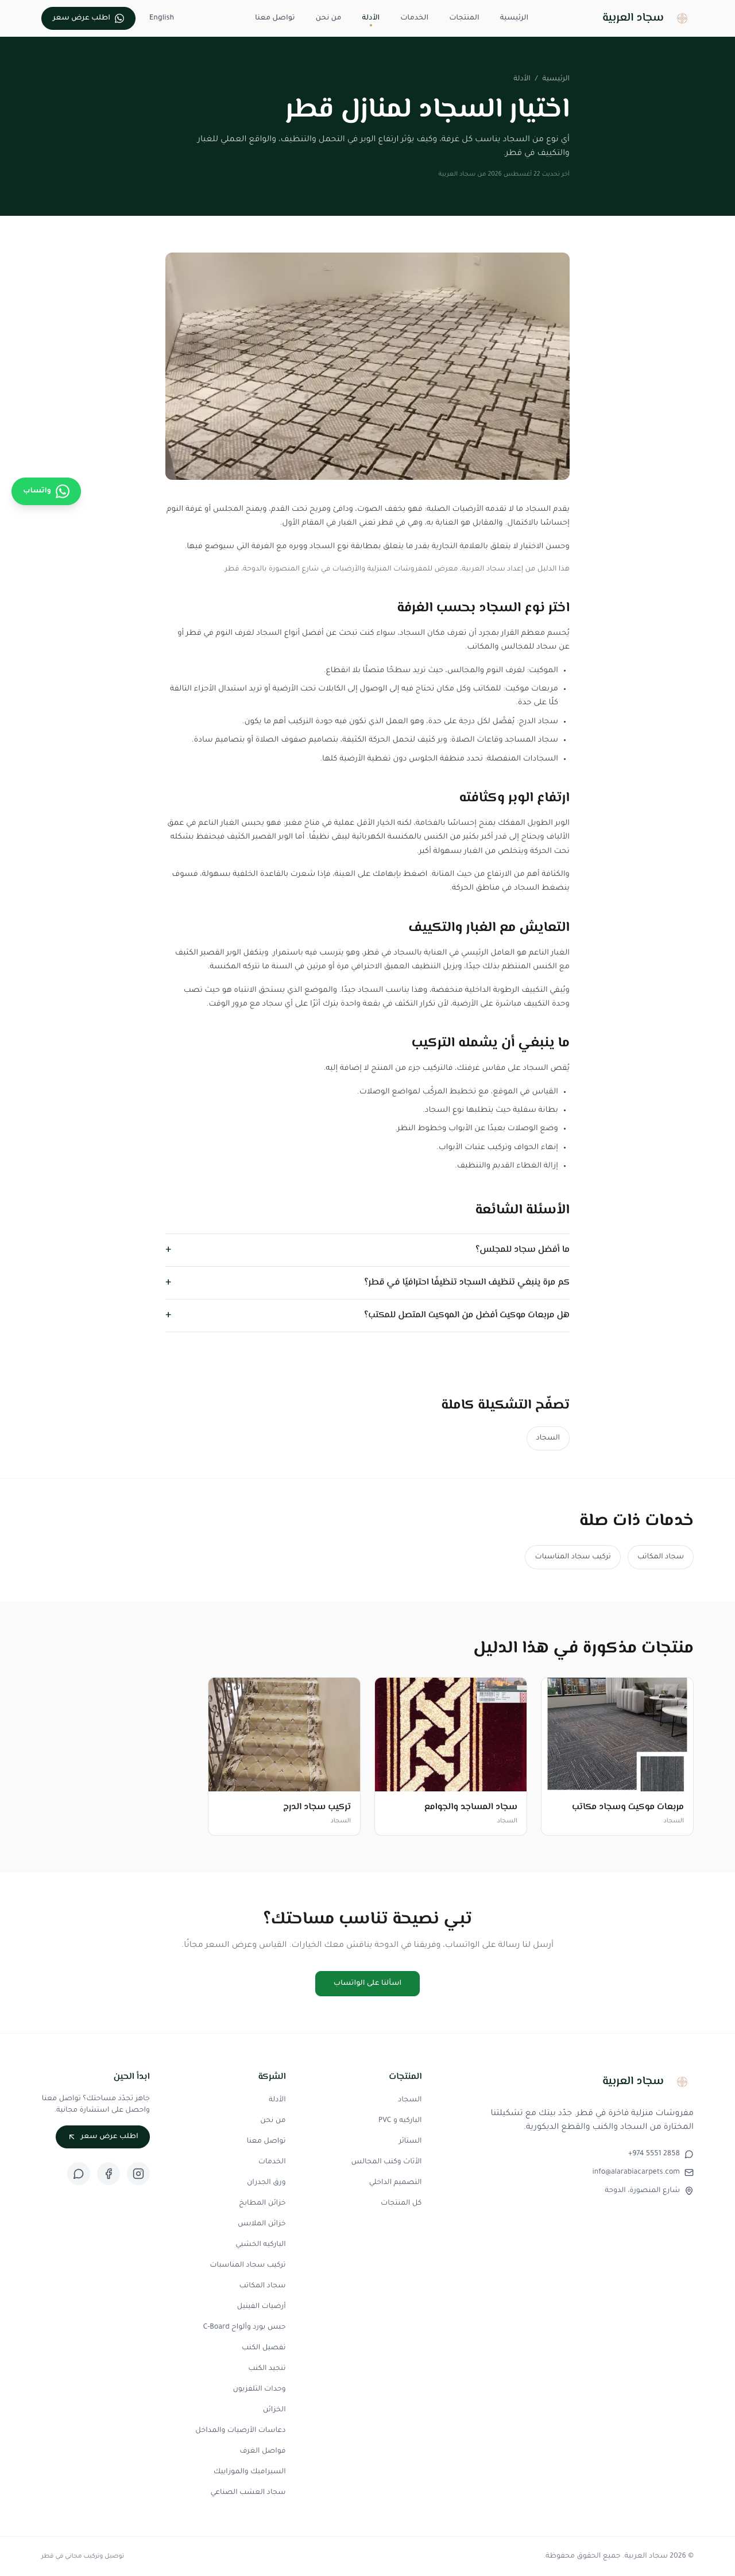 سجاد العربية
الرئيسية
المنتجات
الخدمات
الأدلة
من نحن
تواصل معنا
English
اطلب عرض سعر
الرئيسية / الأدلة
اختيار السجاد لمنازل قطر
أي نوع من السجاد يناسب كل غرفة، وكيف يؤثر ارتفاع الوبر في التحمل والتنظيف، والواقع العملي للغبار
والتكييف في قطر.
آخر تحديث 22 أغسطس 2026 من سجاد العربية
واتساب
يقدم السجاد ما لا تقدمه الأرضيات الصلبة: فهو يخفف الصوت، ودافئ ومريح تحت القدم، ويمنح المجلس أو غرفة النوم
إحساسًا بالاكتمال. والمقابل هو العناية به، وهي في قطر تعني الغبار في المقام الأول.
وحسن الاختيار لا يتعلق بالعلامة التجارية بقدر ما يتعلق بمطابقة نوع السجاد ووبره مع الغرفة التي سيوضع فيها.
هذا الدليل من إعداد سجاد العربية، معرض للمفروشات المنزلية والأرضيات في شارع المنصورة بالدوحة، قطر.
اختر نوع السجاد بحسب الغرفة
يُحسم معظم القرار بمجرد أن تعرف مكان السجاد، سواء كنت تبحث عن أفضل أنواع السجاد لغرف النوم في قطر أو
عن سجاد للمجالس والمكاتب.
• الموكيت: لغرف النوم والمجالس، حيث تريد سطحًا متصلًا بلا انقطاع.
• مربعات موكيت: للمكاتب وكل مكان تحتاج فيه إلى الوصول إلى الكابلات تحت الأرضية أو تريد استبدال الأجزاء التالفة
كلًا على حدة.
• سجاد الدرج: يُفصَّل لكل درجة على حدة، وهو العمل الذي تكون فيه جودة التركيب أهم ما يكون.
• سجاد المساجد وقاعات الصلاة: وبر كثيف لتحمل الحركة الكثيفة، بتصاميم صفوف الصلاة أو بتصاميم سادة.
• السجادات المنفصلة: تحدد منطقة الجلوس دون تغطية الأرضية كلها.
ارتفاع الوبر وكثافته
الوبر الطويل المفكك يمنح إحساسًا بالفخامة، لكنه الخيار الأقل عملية في مناخ مغبر: فهو يحبس الغبار الناعم في عمق
الألياف ويحتاج إلى قدر أكبر بكثير من الكنس بالمكنسة الكهربائية ليبقى نظيفًا. أما الوبر القصير الكثيف فيحتفظ بشكله
تحت الحركة ويتخلص من الغبار بسهولة أكبر.
والكثافة أهم من الارتفاع من حيث المتانة. اضغط بإبهامك على العينة، فإذا شعرت بالقاعدة الخلفية بسهولة، فسوف
ينضغط السجاد في مناطق الحركة.
التعايش مع الغبار والتكييف
الغبار الناعم هو العامل الرئيسي في العناية بالسجاد في قطر، وهو يترسب فيه باستمرار. ويتكفل الوبر القصير الكثيف
مع الكنس المنتظم بذلك جيدًا، ويزيل التنظيف العميق الاحترافي مرة أو مرتين في السنة ما تتركه المكنسة.
ويُبقي التكييف الرطوبة الداخلية منخفضة، وهذا يناسب السجاد جيدًا. والموضع الذي يستحق الانتباه هو حيث تصب
وحدة التكييف مباشرة على الأرضية، لأن تكرار التكثف في بقعة واحدة يترك أثرًا على أي سجاد مع مرور الوقت.
ما ينبغي أن يشمله التركيب
يُقص السجاد على مقاس غرفتك، فالتركيب جزء من المنتج لا إضافة إليه.
• القياس في الموقع، مع تخطيط المركّب لمواضع الوصلات.
• بطانة سفلية حيث يتطلبها نوع السجاد.
• وضع الوصلات بعيدًا عن الأبواب وخطوط النظر.
• إنهاء الحواف وتركيب عتبات الأبواب.
• إزالة الغطاء القديم والتنظيف.
الأسئلة الشائعة
ما أفضل سجاد للمجلس؟ +
كم مرة ينبغي تنظيف السجاد تنظيفًا احترافيًا في قطر؟ +
هل مربعات موكيت أفضل من الموكيت المتصل للمكتب؟ +
تصفّح التشكيلة كاملة
السجاد
خدمات ذات صلة
سجاد المكاتب
تركيب سجاد المناسبات
منتجات مذكورة في هذا الدليل
مربعات موكيت وسجاد مكاتب
السجاد
سجاد المساجد والجوامع
السجاد
تركيب سجاد الدرج
السجاد
تبي نصيحة تناسب مساحتك؟
أرسل لنا رسالة على الواتساب، وفريقنا في الدوحة يناقش معك الخيارات. القياس وعرض السعر مجانًا.
اسألنا على الواتساب
سجاد العربية
مفروشات منزلية فاخرة في قطر. جدّد بيتك مع تشكيلتنا
المختارة من السجاد والكنب والقطع الديكورية.
+974 5551 2858
info@alarabiacarpets.com
شارع المنصورة، الدوحة
المنتجات
السجاد
الباركيه و PVC
الستائر
الأثاث وكنب المجالس
التصميم الداخلي
كل المنتجات
الشركة
الأدلة
من نحن
تواصل معنا
الخدمات
ورق الجدران
خزائن المطابخ
خزائن الملابس
الباركيه الخشبي
تركيب سجاد المناسبات
سجاد المكاتب
أرضيات الفينيل
جبس بورد وألواح C-Board
تفصيل الكنب
تنجيد الكنب
وحدات التلفزيون
الخزائن
دعاسات الأرضيات والمداخل
فواصل الغرف
السيراميك والموزاييك
سجاد العشب الصناعي
ابدأ الحين
جاهز تجدّد مساحتك؟ تواصل معنا
واحصل على استشارة مجانية.
اطلب عرض سعر
© 2026 سجاد العربية. جميع الحقوق محفوظة.
توصيل وتركيب مجاني في قطر